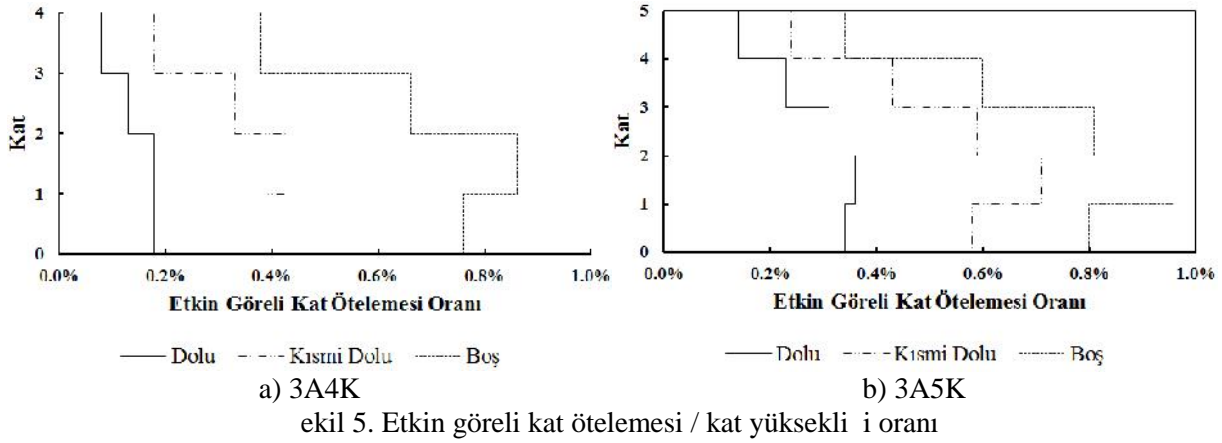 4
3
2
1
0
Kat
0.0% 0.2% 0.4% 0.6% 0.8% 1.0%
Etkin Göreli Kat Ötelemesi Oranı
Dolu Kısmi Dolu Boş
a) 3A4K
5
4
3
2
1
0
Kat
0.0% 0.2% 0.4% 0.6% 0.8% 1.0%
Etkin Göreli Kat Ötelemesi Oranı
Dolu Kısmi Dolu Boş
b) 3A5K
ekil 5. Etkin göreli kat ötelemesi / kat yüksekli i oranı